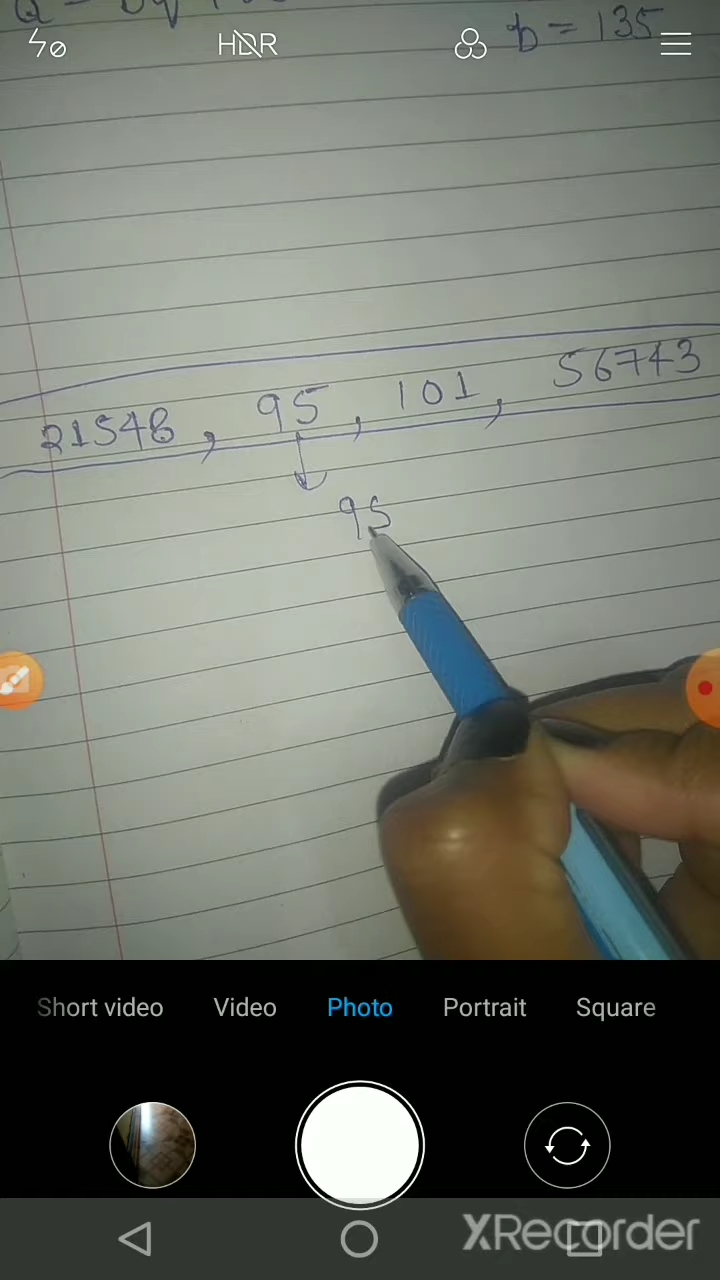 HDR
b = 135
21548, 95, 101, 56743
95
Short video Video Photo Portrait Square
XRecorder